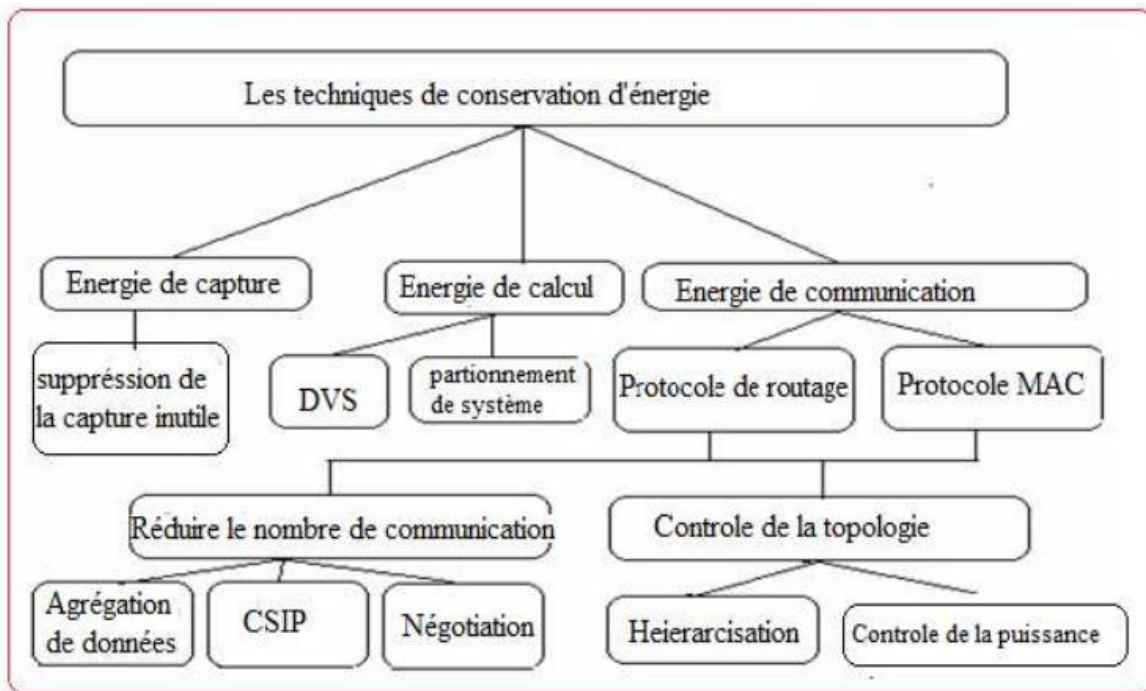 Les techniques de conservation d'énergie
Energie de capture
Energie de calcul
Energie de communication
suppréssion de
la capture inutile
DVS
partionnement
de système
Protocole de routage
Protocole MAC
Réduire le nombre de communication
Controle de la topologie
Agrégation
de données
CSIP
Négotiation
Heierarcisation
Controle de la puissance